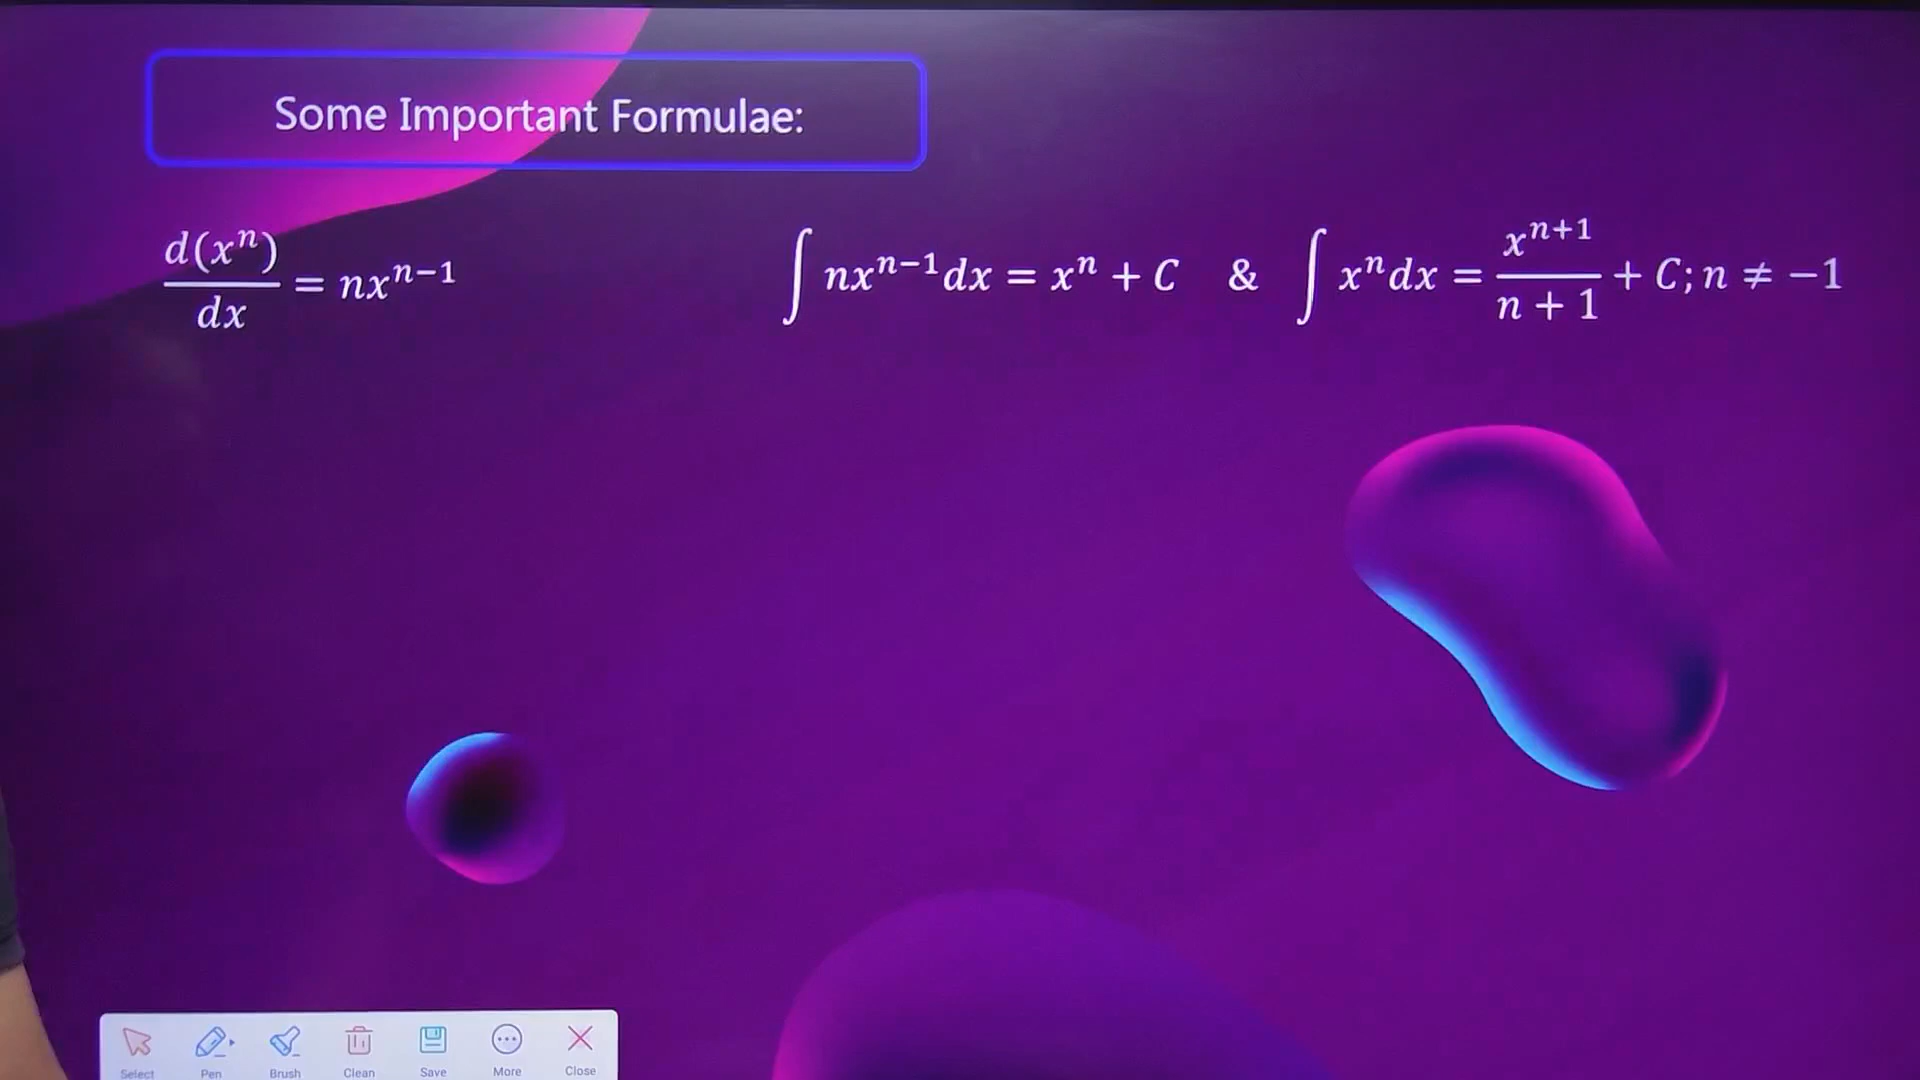 Some Important Formulae:
d(xⁿ)/dx = nxⁿ⁻¹
∫ nxⁿ⁻¹dx = xⁿ + C & ∫ xⁿdx = xⁿ⁺¹/(n + 1) + C; n ≠ −1
Select Pen Brush Clean Save More Close